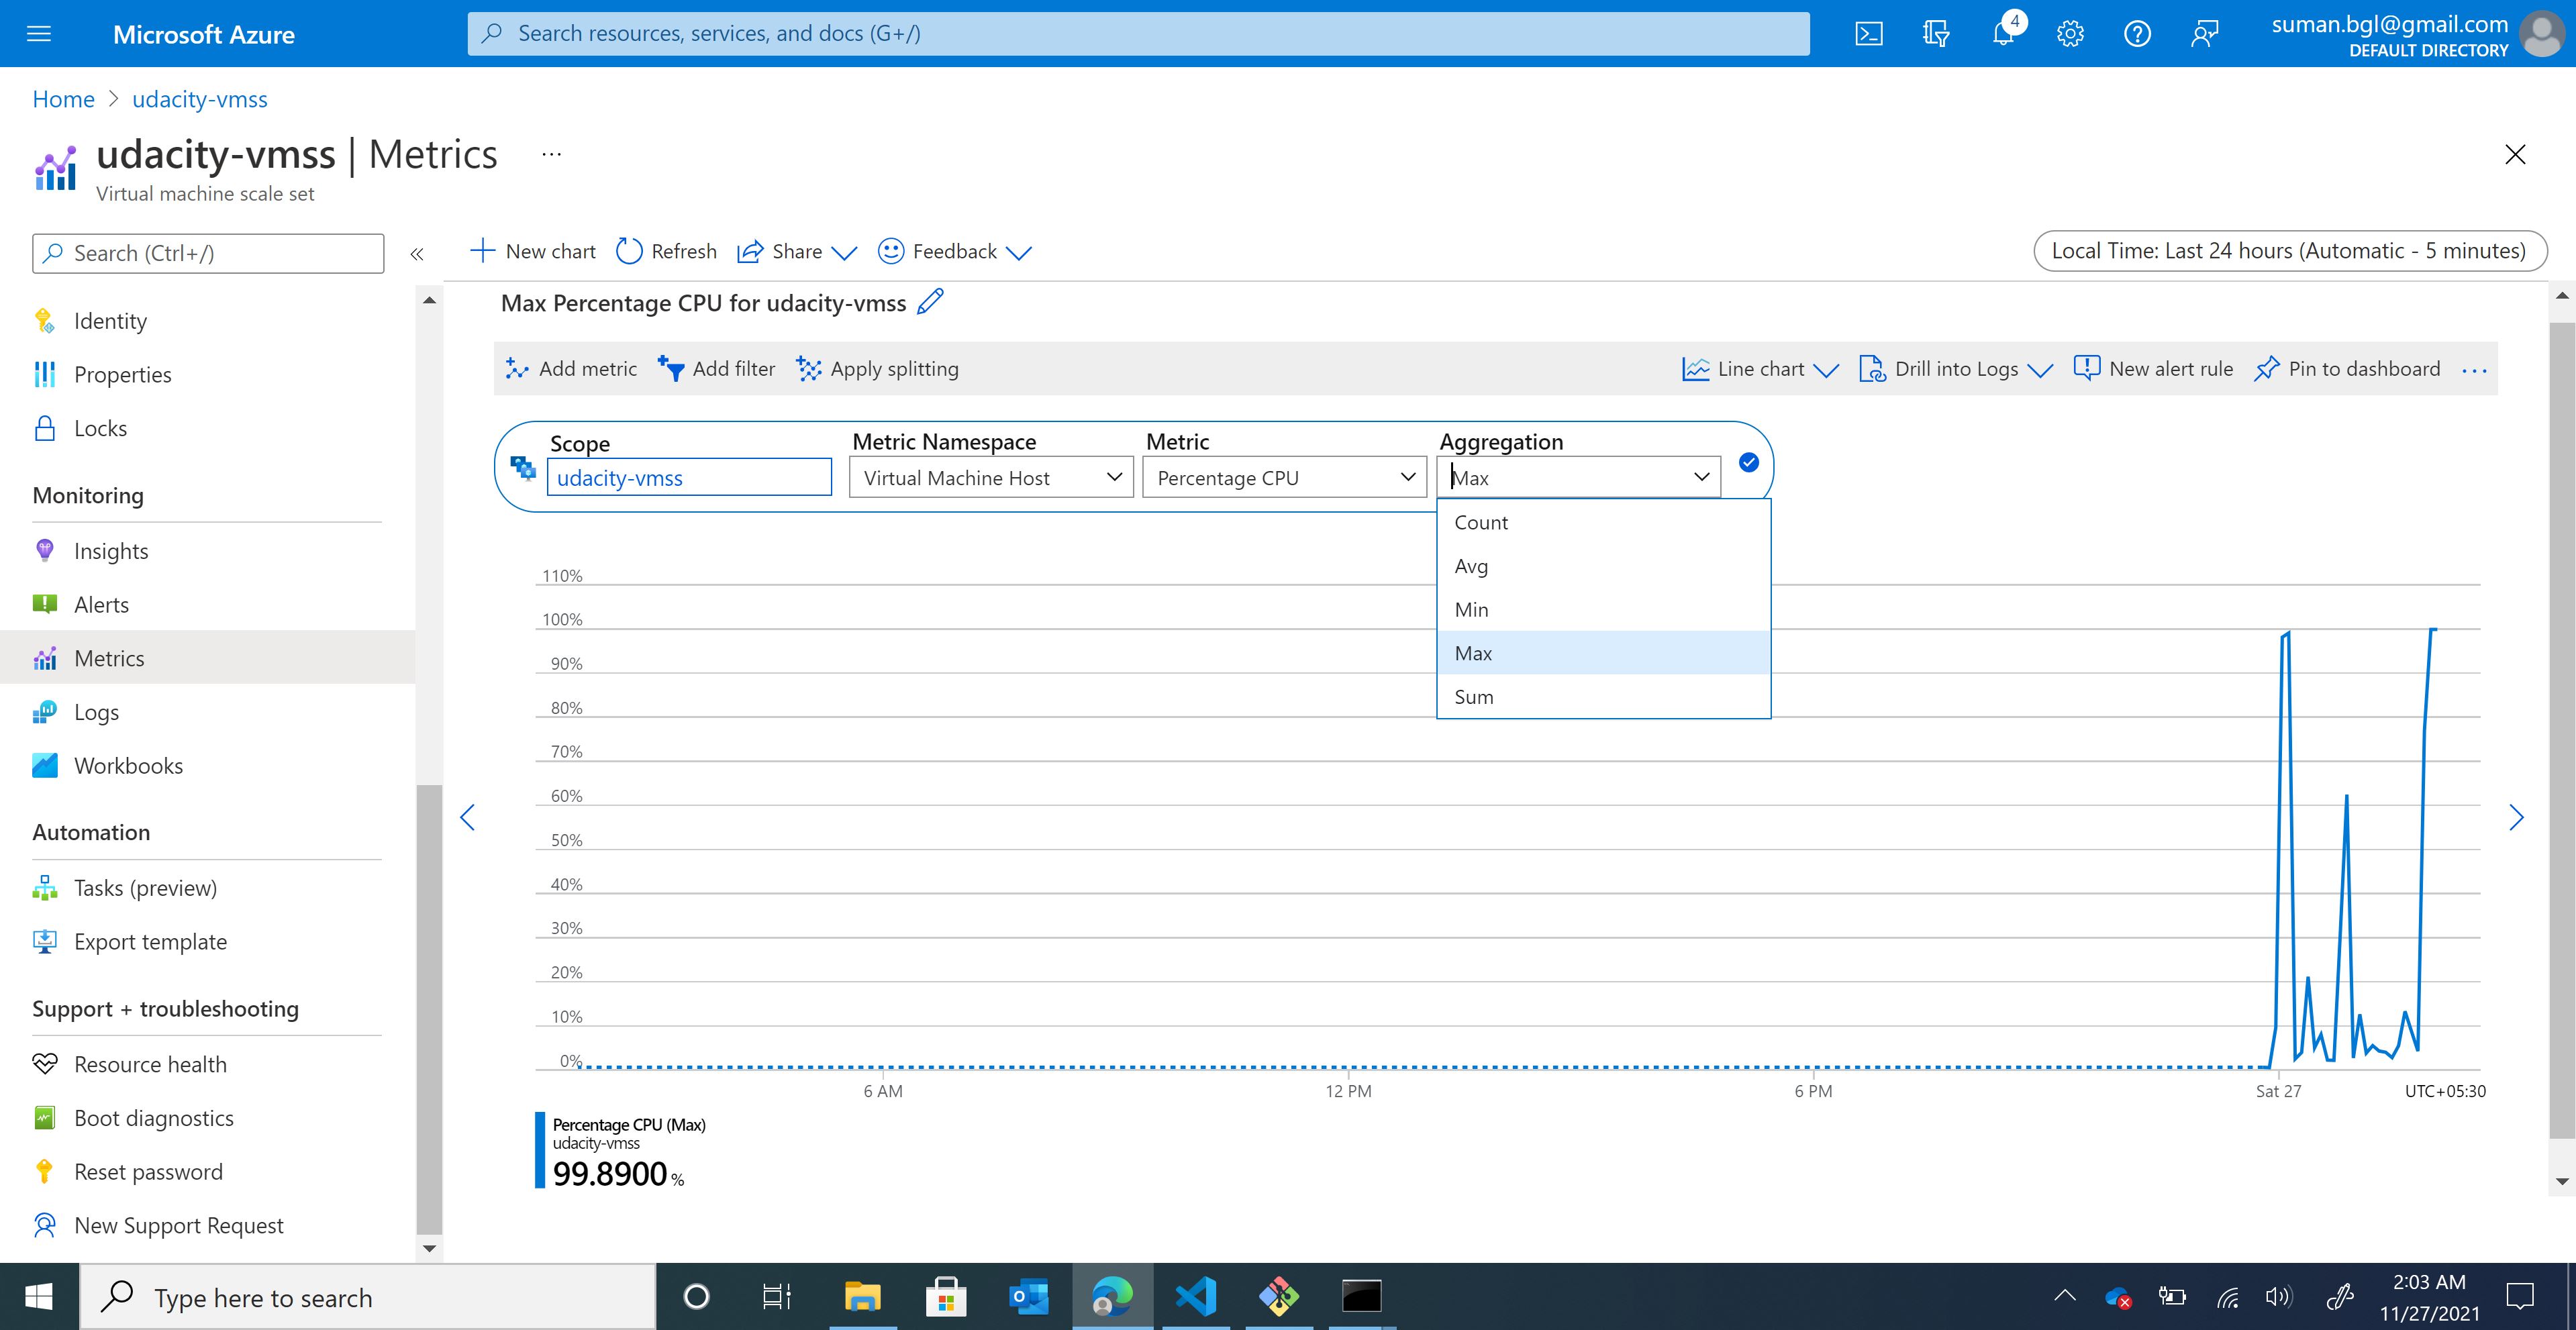 Microsoft Azure
Search resources, services, and docs (G+/)
4
suman.bgl@gmail.com
DEFAULT DIRECTORY
Home > udacity-vmss
udacity-vmss | Metrics ...
Virtual machine scale set
Search (Ctrl+/)
«
New chart
Refresh
Share
Feedback
Local Time: Last 24 hours (Automatic - 5 minutes)
Identity
Properties
Locks
Monitoring
Insights
Alerts
Metrics
Logs
Workbooks
Automation
Tasks (preview)
Export template
Support + troubleshooting
Resource health
Boot diagnostics
Reset password
New Support Request
Max Percentage CPU for udacity-vmss
Add metric
Add filter
Apply splitting
Line chart
Drill into Logs
New alert rule
Pin to dashboard
...
Scope
udacity-vmss
Metric Namespace
Virtual Machine Host
Metric
Percentage CPU
Aggregation
Max
Count
Avg
Min
Max
Sum
110%
100%
90%
80%
70%
60%
50%
40%
30%
20%
10%
0%
6 AM
12 PM
6 PM
Sat 27
UTC+05:30
Percentage CPU (Max)
udacity-vmss
99.8900 %
Type here to search
2:03 AM
11/27/2021